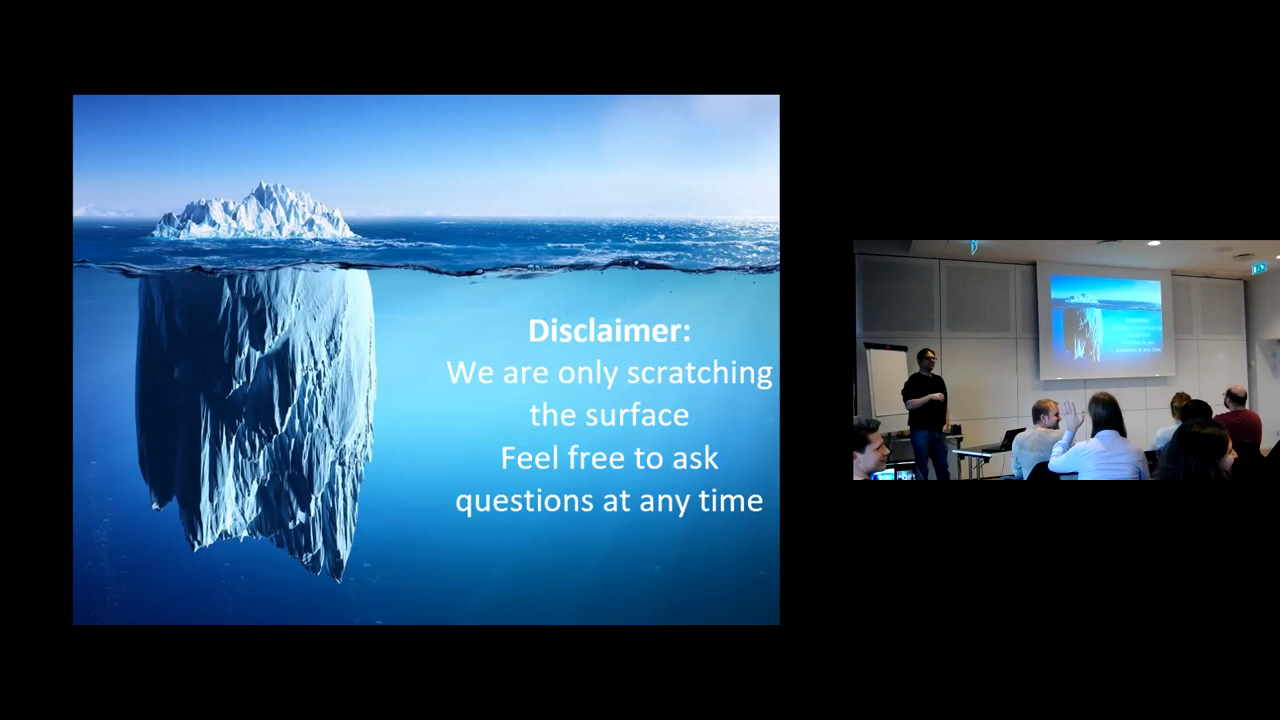 Disclaimer:
We are only scratching
the surface
Feel free to ask
questions at any time